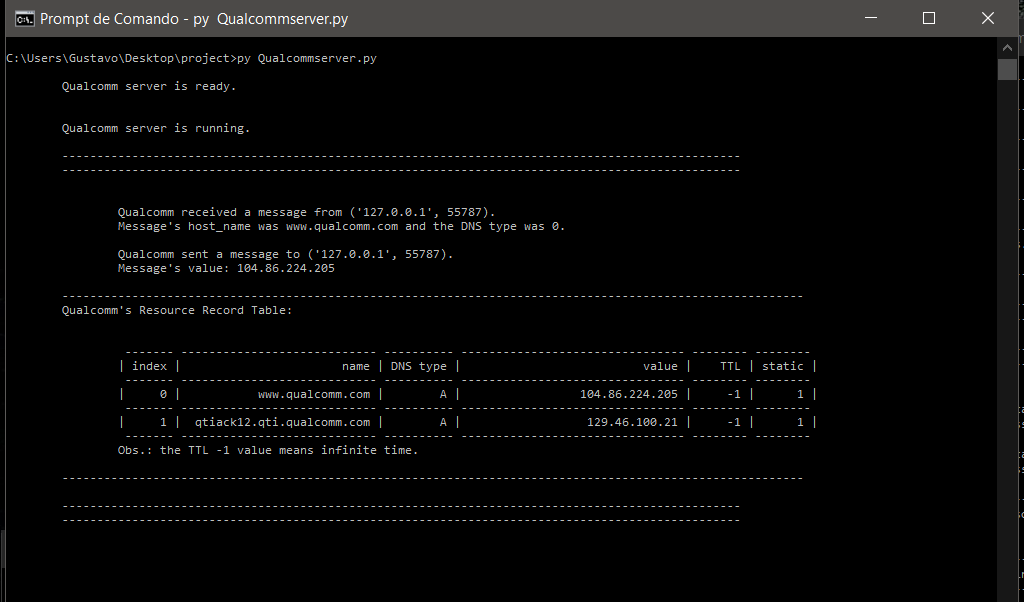 Prompt de Comando - py Qualcommserver.py
C:\Users\Gustavo\Desktop\project>py Qualcommserver.py
Qualcomm server is ready.
Qualcomm server is running.
-------------------------------------------------------------------------------------------------
-------------------------------------------------------------------------------------------------
Qualcomm received a message from ('127.0.0.1', 55787).
Message's host_name was www.qualcomm.com and the DNS type was 0.
Qualcomm sent a message to ('127.0.0.1', 55787).
Message's value: 104.86.224.205
----------------------------------------------------------------------------------------------------------
Qualcomm's Resource Record Table:
------- ---------------------------- ---------- -------------------------------- -------- --------
| index |                       name | DNS type |                          value |    TTL | static |
------- ---------------------------- ---------- -------------------------------- -------- --------
|     0 |           www.qualcomm.com |        A |                 104.86.224.205 |     -1 |      1 |
------- ---------------------------- ---------- -------------------------------- -------- --------
|     1 |  qtiack12.qti.qualcomm.com |        A |                  129.46.100.21 |     -1 |      1 |
------- ---------------------------- ---------- -------------------------------- -------- --------
Obs.: the TTL -1 value means infinite time.
----------------------------------------------------------------------------------------------------------
-------------------------------------------------------------------------------------------------
-------------------------------------------------------------------------------------------------